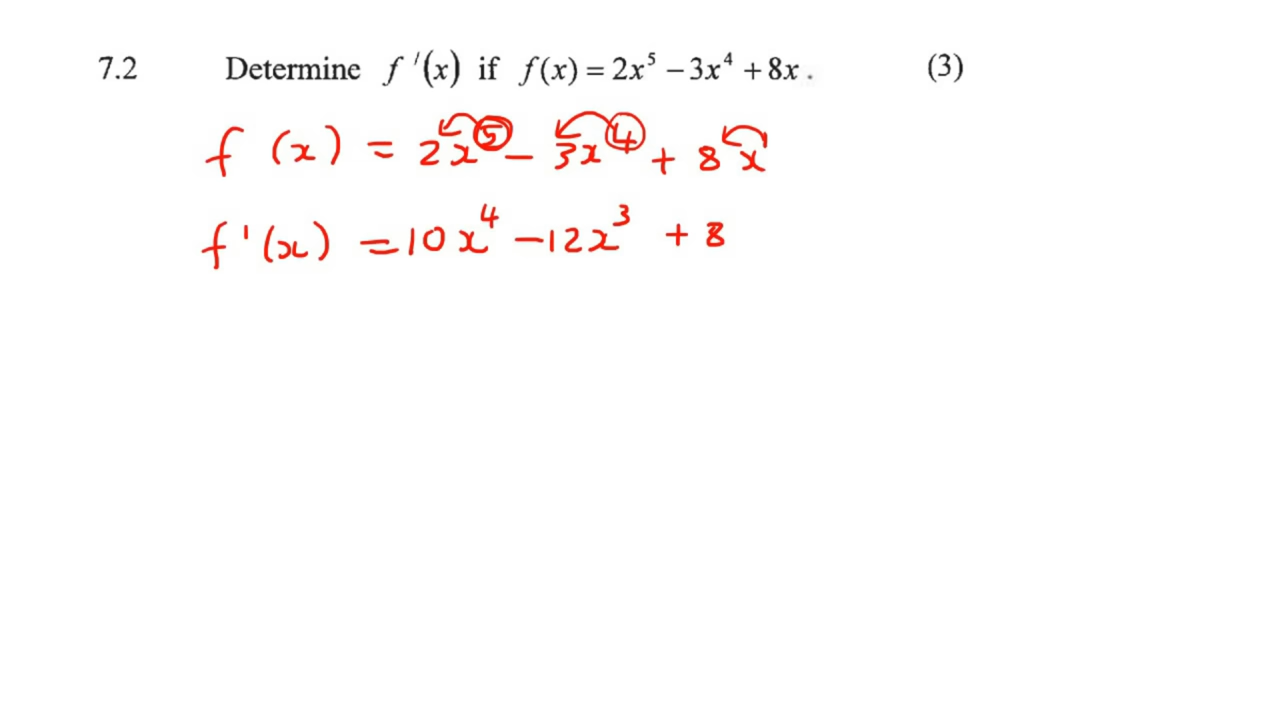 7.2 Determine f ′(x) if f(x) = 2x⁵ − 3x⁴ + 8x . (3)
f (x) = 2x⁵ − 3x⁴ + 8x
f'(x) = 10x⁴ − 12x³ + 8